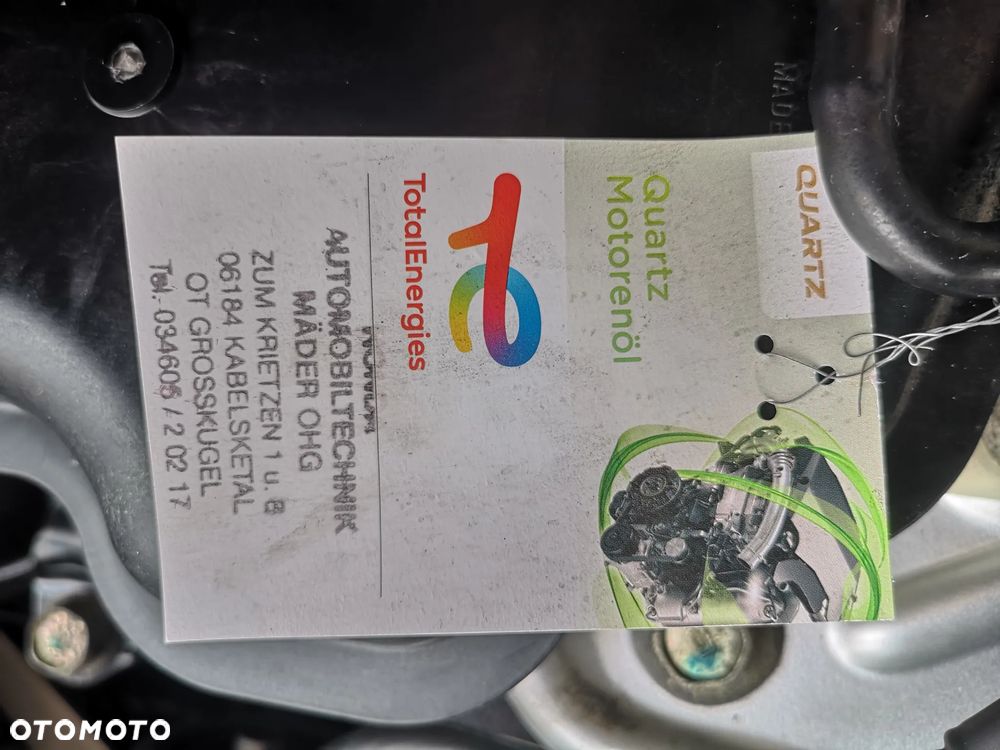 QUARTZ
Quartz
Motorenöl
TotalEnergies
AUTOMOBILTECHNIK
MÄDER OHG
ZUM KRIETZEN 1 u
06184 KABELSKETAL
OT GROSSKUGEL
Tel.-034605 / 2 02 17
MADE
OTOMOTO